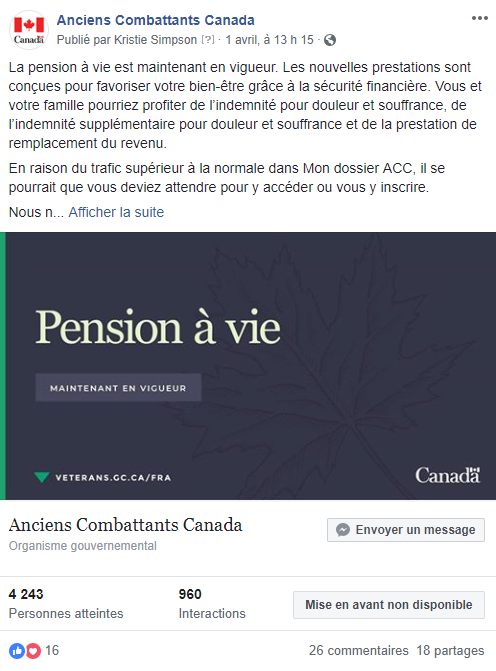 Canada
Anciens Combattants Canada
Publié par Kristie Simpson [?] · 1 avril, à 13 h 15 ·
La pension à vie est maintenant en vigueur. Les nouvelles prestations sont
conçues pour favoriser votre bien-être grâce à la sécurité financière. Vous et
votre famille pourriez profiter de l'indemnité pour douleur et souffrance, de
l'indemnité supplémentaire pour douleur et souffrance et de la prestation de
remplacement du revenu.
En raison du trafic supérieur à la normale dans Mon dossier ACC, il se
pourrait que vous deviez attendre pour y accéder ou vous y inscrire.
Nous n... Afficher la suite
Pension à vie
MAINTENANT EN VIGUEUR
VETERANS.GC.CA/FRA
Canada
Anciens Combattants Canada
Envoyer un message
Organisme gouvernemental
4 243 960
Personnes atteintes Interactions
Mise en avant non disponible
16 26 commentaires 18 partages